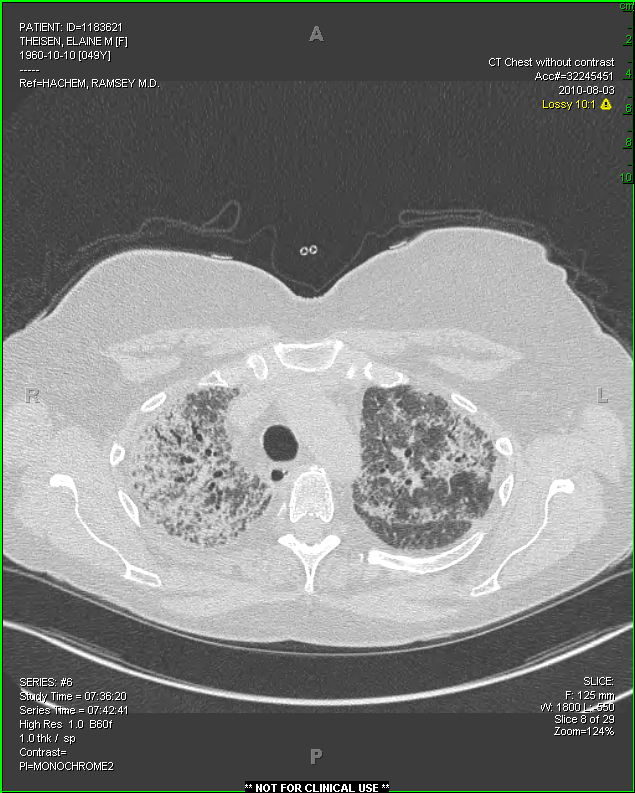 PATIENT: ID=1183621
THEISEN, ELAINE M [F]
1960-10-10 [049Y]
-----
Ref=HACHEM, RAMSEY M.D.
A
cm
CT Chest without contrast
Acc#=32245451
2010-08-03
Lossy 10:1
2
4
6
8
10
R
L
SERIES: #6
Study Time = 07:36:20
Series Time = 07:42:41
High Res 1.0 B60f
1.0 thk / sp
Contrast=
PI=MONOCHROME2
P
SLICE:
F: 125 mm
W: 1800 L: -550
Slice 8 of 29
Zoom=124%
** NOT FOR CLINICAL USE **